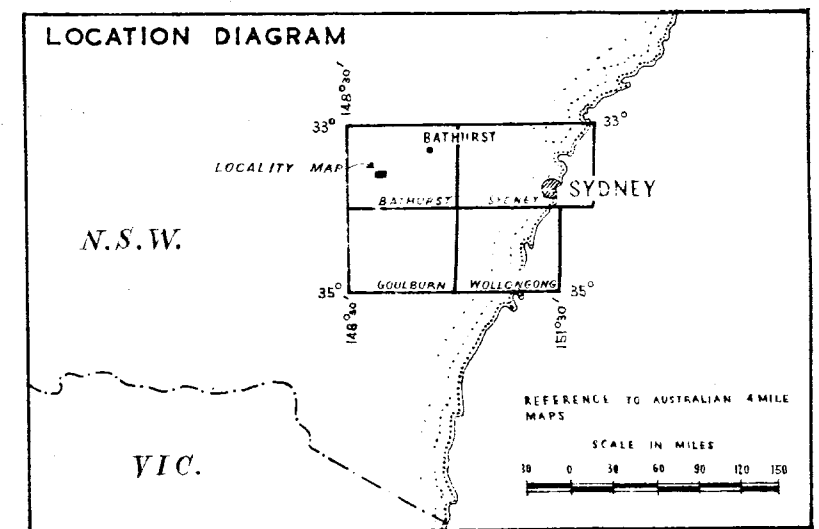 LOCATION DIAGRAM
148°30'
33°
33°
BATHURST
LOCALITY MAP
SYDNEY
BATHURST
SYDNEY
N.S.W.
GOULBURN
WOLLONGONG
35°
35°
148°30'
151°30'
REFERENCE TO AUSTRALIAN 4 MILE
MAPS
SCALE IN MILES
30 0 30 60 90 120 150
VIC.